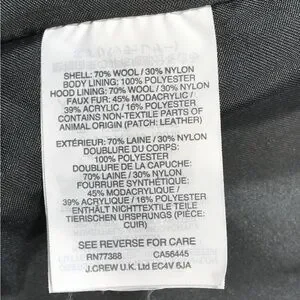 SHELL: 70% WOOL / 30% NYLON
BODY LINING: 100% POLYESTER
HOOD LINING: 70% WOOL / 30% NYLON
FAUX FUR: 45% MODACRYLIC /
39% ACRYLIC / 16% POLYESTER
CONTAINS NON-TEXTILE PARTS OF
ANIMAL ORIGIN (PATCH: LEATHER)
EXTÉRIEUR: 70% LAINE / 30% NYLON
DOUBLURE DU CORPS:
100% POLYESTER
DOUBLURE DE LA CAPUCHE:
70% LAINE / 30% NYLON
FOURRURE SYNTHÉTIQUE:
45% MODACRYLIQUE /
39% ACRYLIQUE / 16% POLYESTER
ENTHÄLT NICHTTEXTILE TEILE
TIERISCHEN URSPRUNGS (PIÈCE:
CUIR)
SEE REVERSE FOR CARE
RN77388 CA56445
J.CREW U.K. Ltd EC4V 6JA